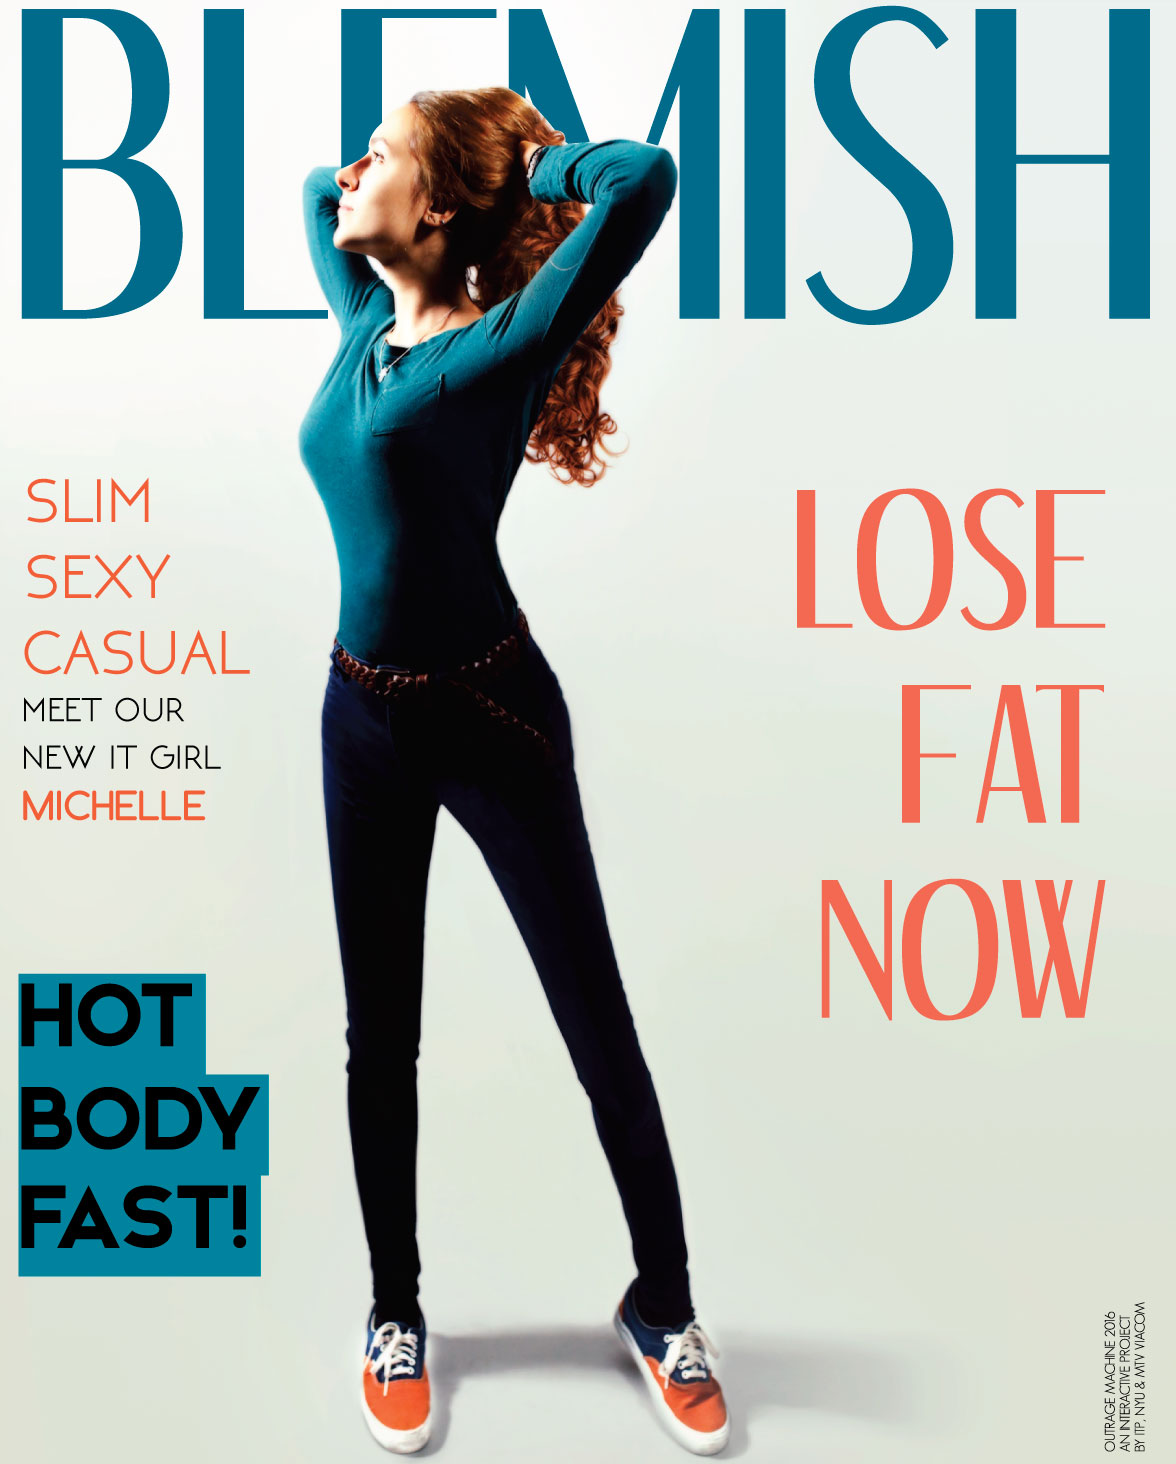 BLEMISH
SLIM
SEXY
CASUAL
MEET OUR
NEW IT GIRL
MICHELLE
LOSE
FAT
NOW
HOT
BODY
FAST!
OUTRAGE MACHINE 2016
AN INTERACTIVE PROJECT
BY ITP, NYU & MTV VIACOM